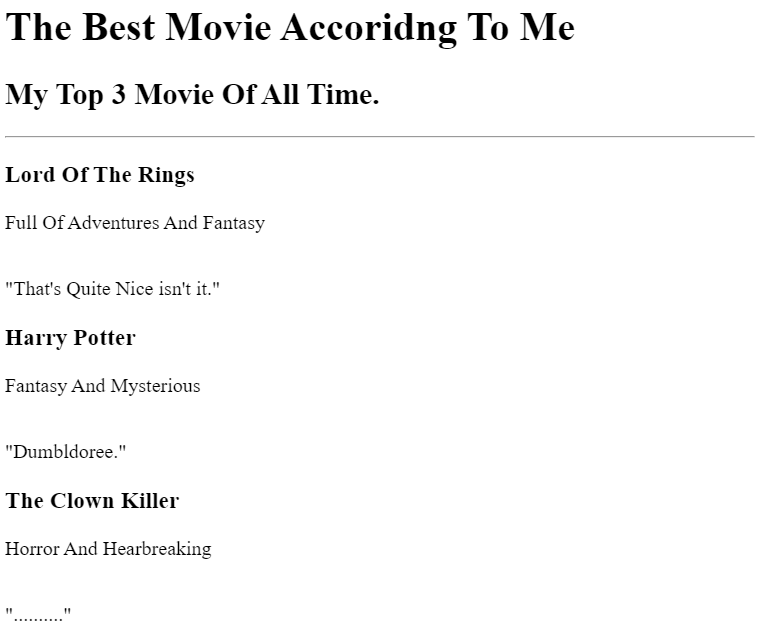 The Best Movie Accoridng To Me
My Top 3 Movie Of All Time.
Lord Of The Rings
Full Of Adventures And Fantasy
"That's Quite Nice isn't it."
Harry Potter
Fantasy And Mysterious
"Dumbldoree."
The Clown Killer
Horror And Hearbreaking
".........."